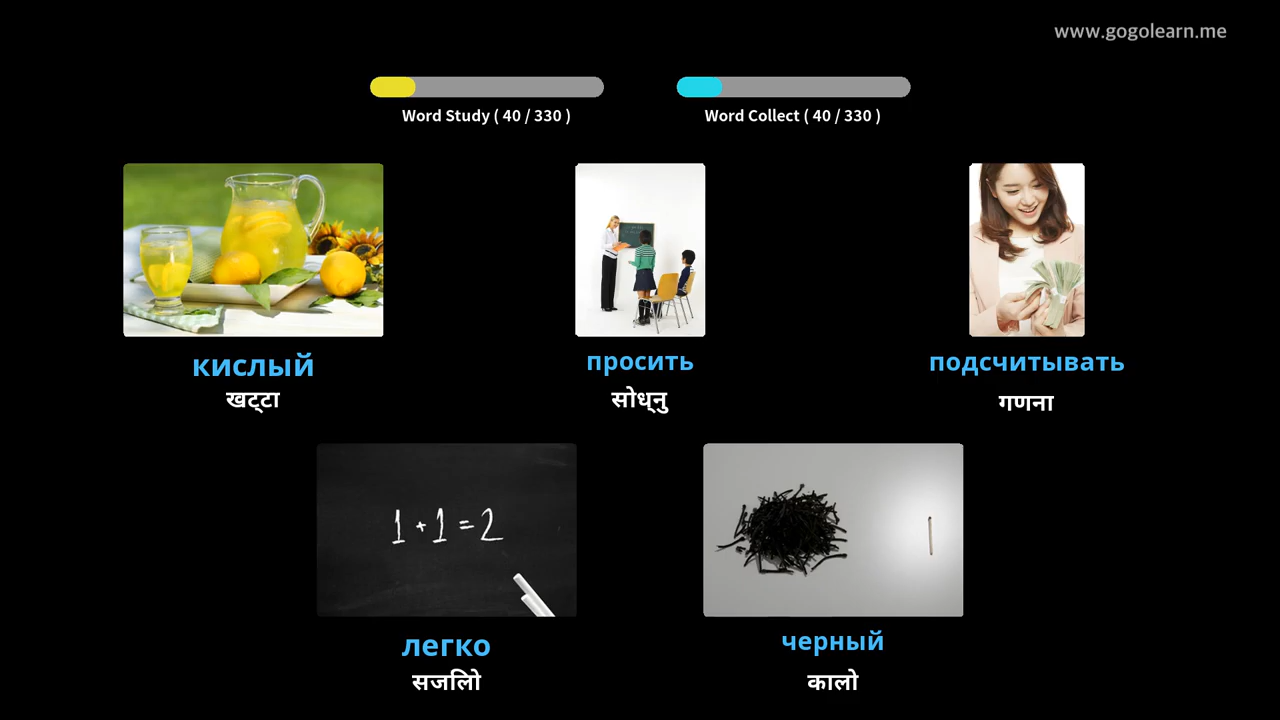 www.gogolearn.me
Word Study ( 40 / 330 )
Word Collect ( 40 / 330 )
кислый
खट्टा
просить
सोध्नु
подсчитывать
गणना
1 + 1 = 2
легко
सजिलो
черный
कालो